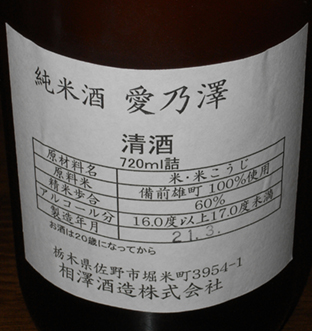 純米酒 愛乃澤
清酒
720ml詰
原材料名 米・米こうじ
原料米 備前雄町 100%使用
精米歩合 60%
アルコール分 16.0度以上17.0度未満
製造年月 21.3.
お酒は20歳になってから
栃木県佐野市堀米町3954-1
相澤酒造株式会社